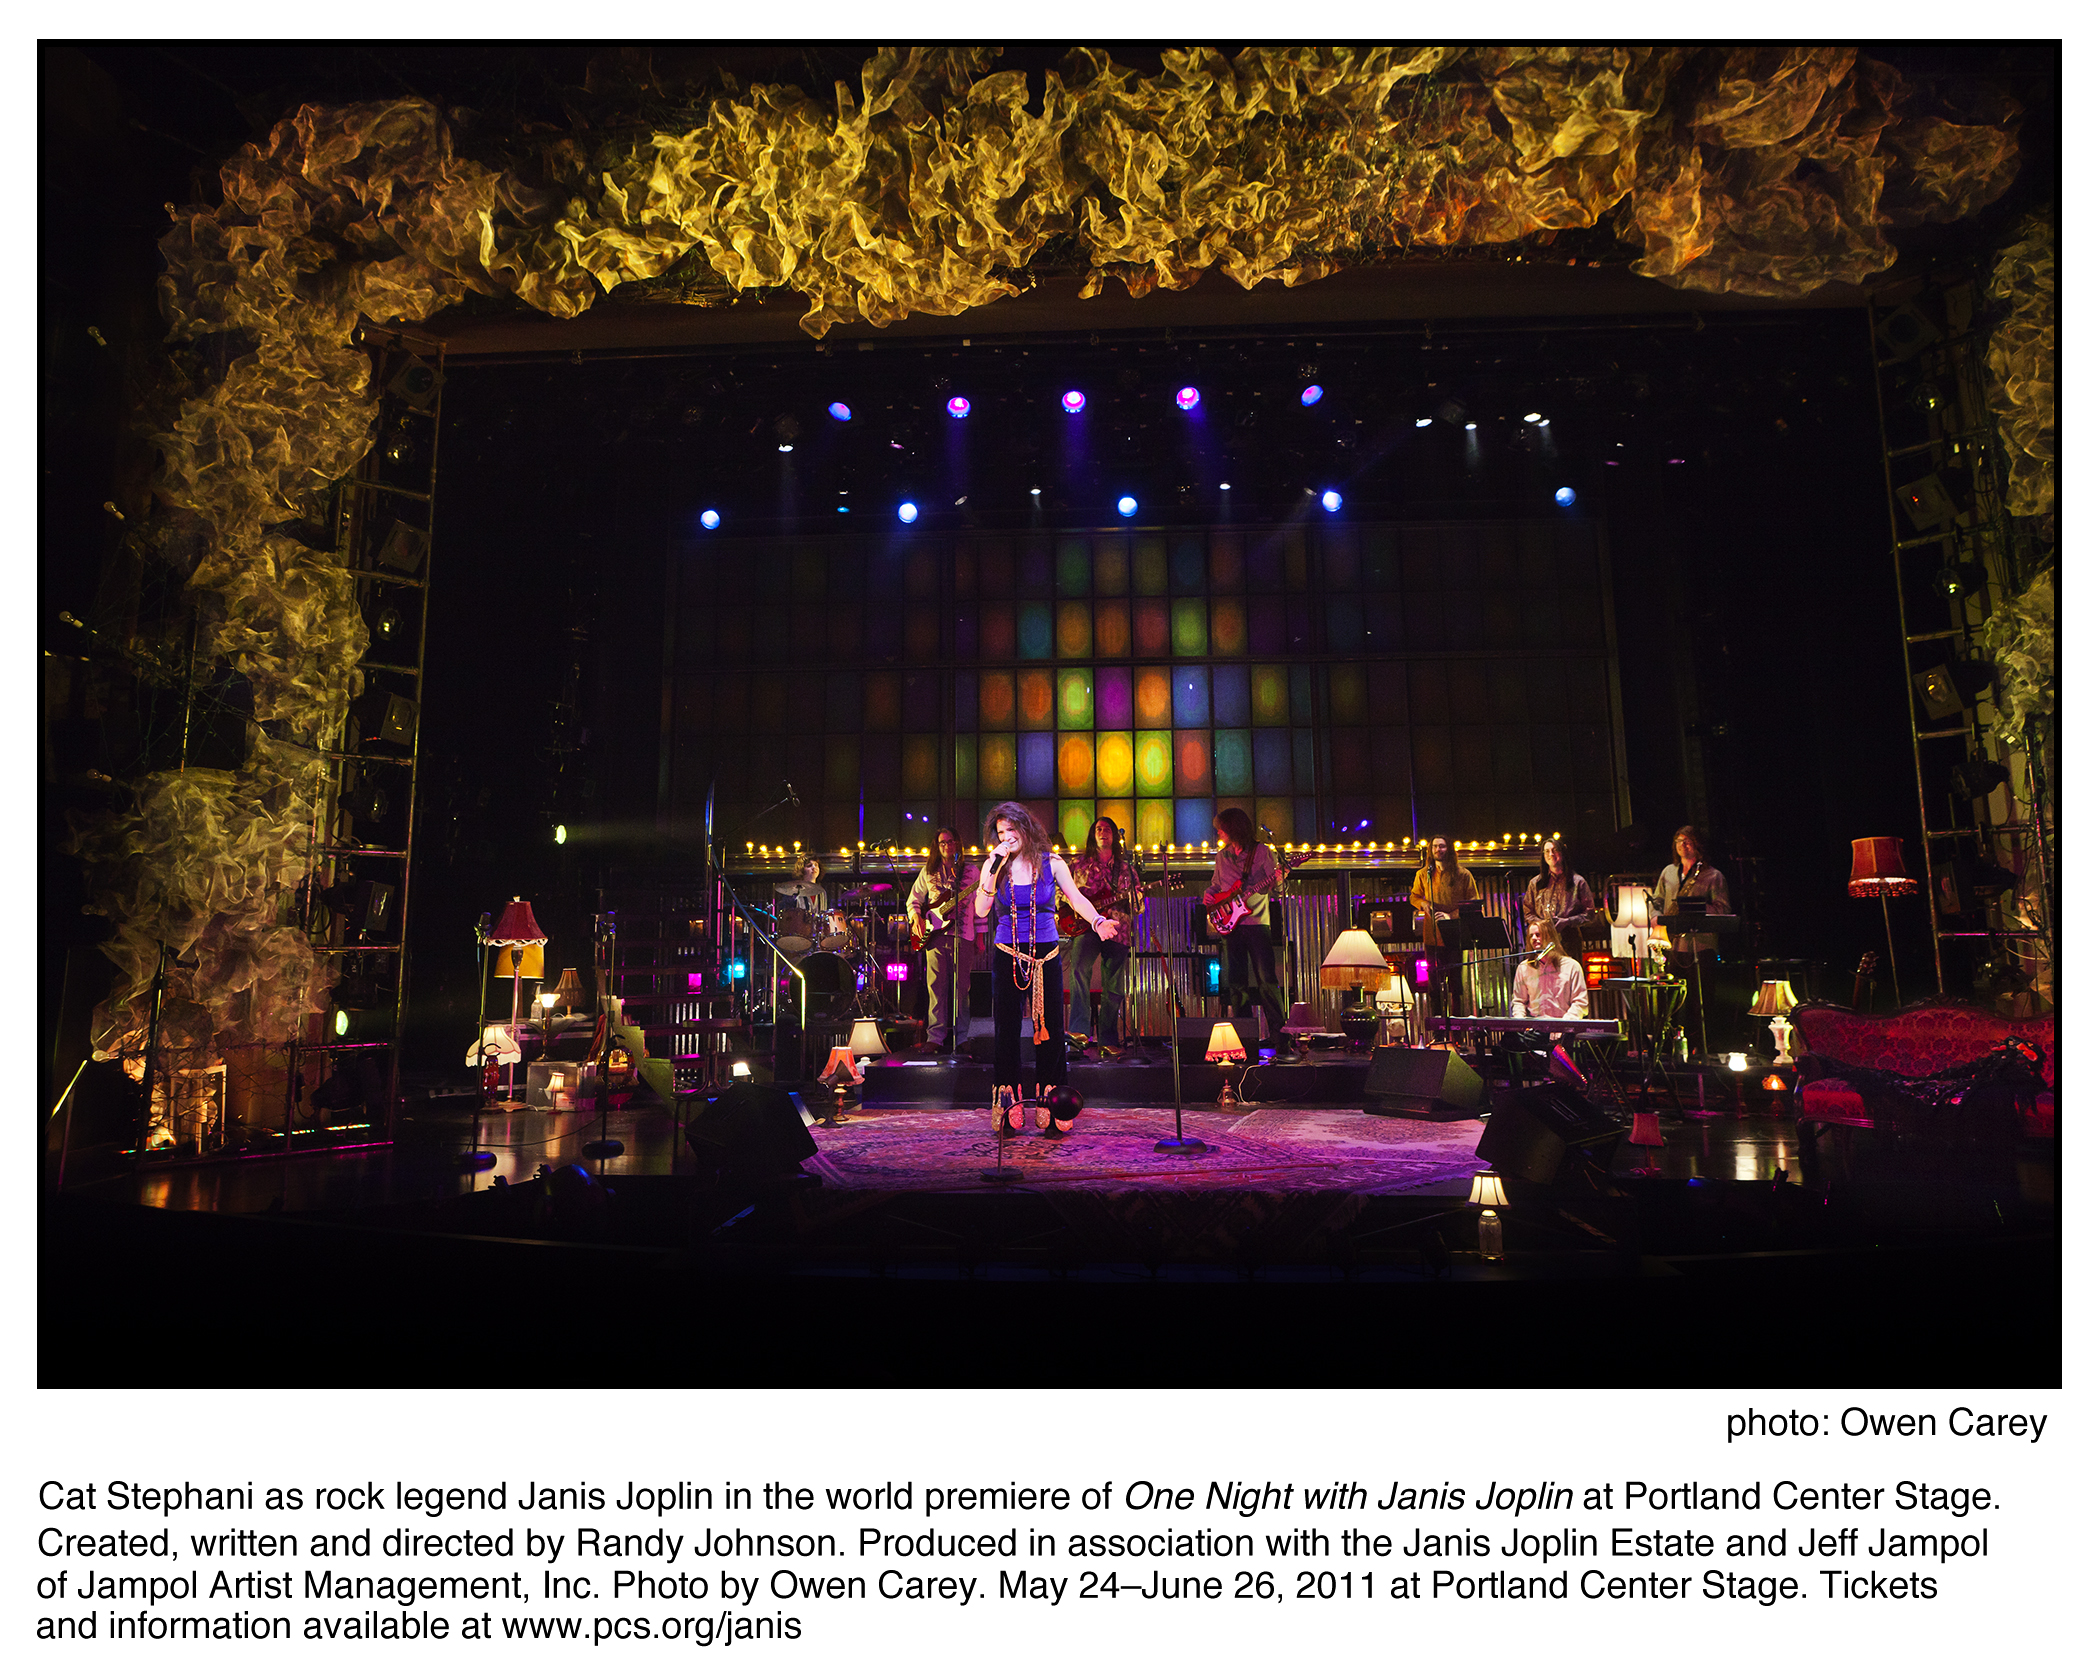 photo: Owen Carey
Cat Stephani as rock legend Janis Joplin in the world premiere of One Night with Janis Joplin at Portland Center Stage.
Created, written and directed by Randy Johnson. Produced in association with the Janis Joplin Estate and Jeff Jampol
of Jampol Artist Management, Inc. Photo by Owen Carey. May 24–June 26, 2011 at Portland Center Stage. Tickets
and information available at www.pcs.org/janis